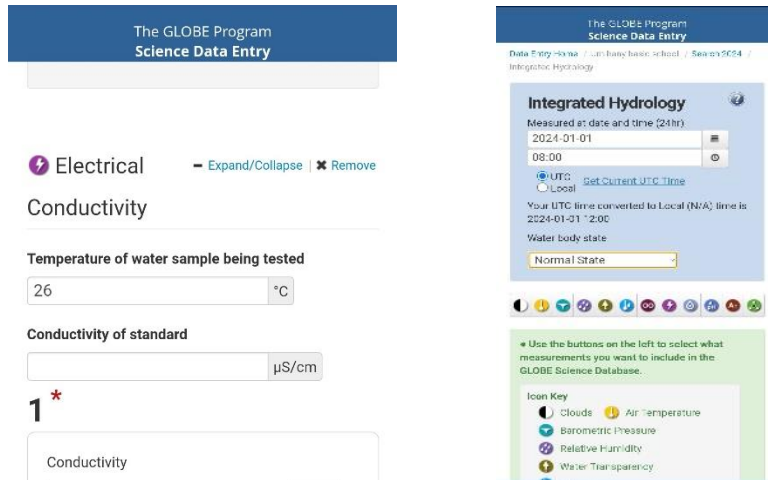 The GLOBE Program
Science Data Entry
Electrical
Conductivity
– Expand/Collapse | ✖ Remove
Temperature of water sample being tested
26 °C
Conductivity of standard
µS/cm
1 *
Conductivity
The GLOBE Program
Science Data Entry
Data Entry Home / basic school / Search 2024 /
Integrated Hydrology
Integrated Hydrology
Measured at date and time (24hr)
2024-01-01
08:00
UTC
Local
Get Current UTC Time
Your UTC time converted to Local (N/A) time is
2024-01-01 12:00
Water body state
Normal State
Use the buttons on the left to select what
measurements you want to include in the
GLOBE Science Database.
Icon Key
Clouds Air Temperature
Barometric Pressure
Relative Humidity
Water Transparency